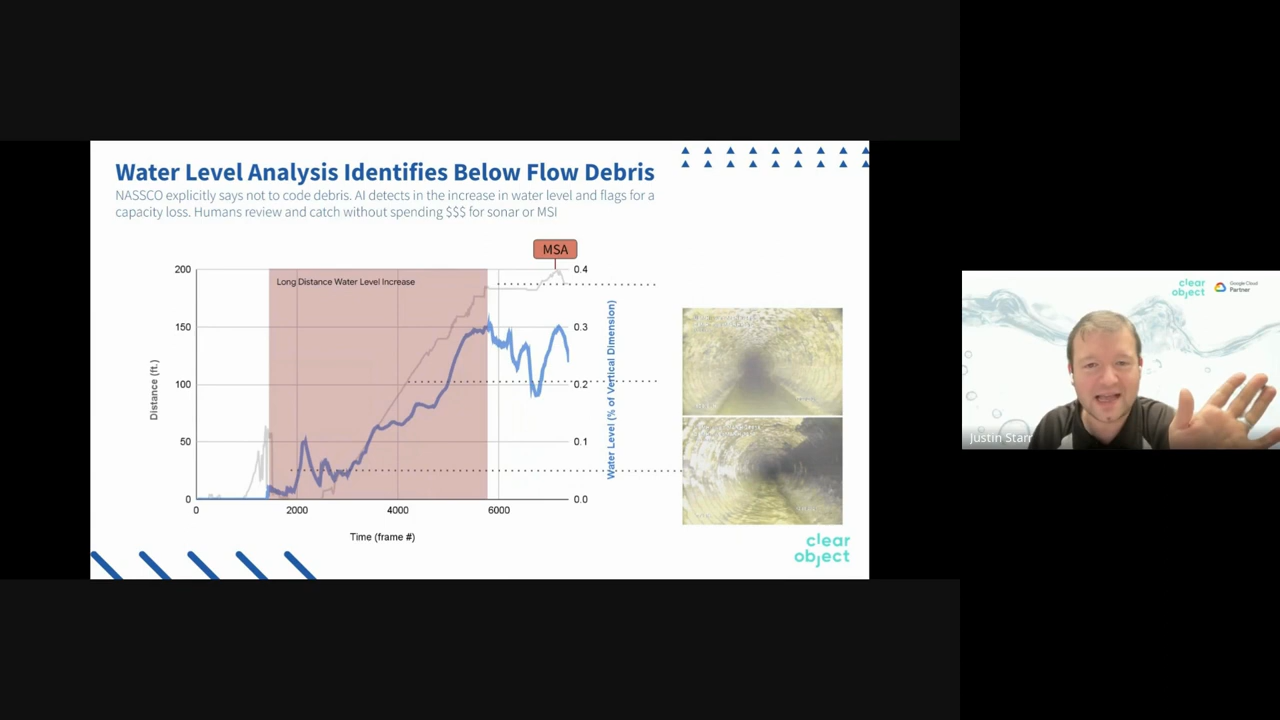 Water Level Analysis Identifies Below Flow Debris
NASSCO explicitly says not to code debris. AI detects in the increase in water level and flags for a
capacity loss. Humans review and catch without spending $$$ for sonar or MSI
MSA
Long Distance Water Level Increase
200
150
100
50
0
0.4
0.3
0.2
0.1
0.0
Distance (ft.)
Water Level (% of Vertical Dimension)
0
2000
4000
6000
Time (frame #)
clear
object
clear
object
Google Cloud
Partner
Justin Starr